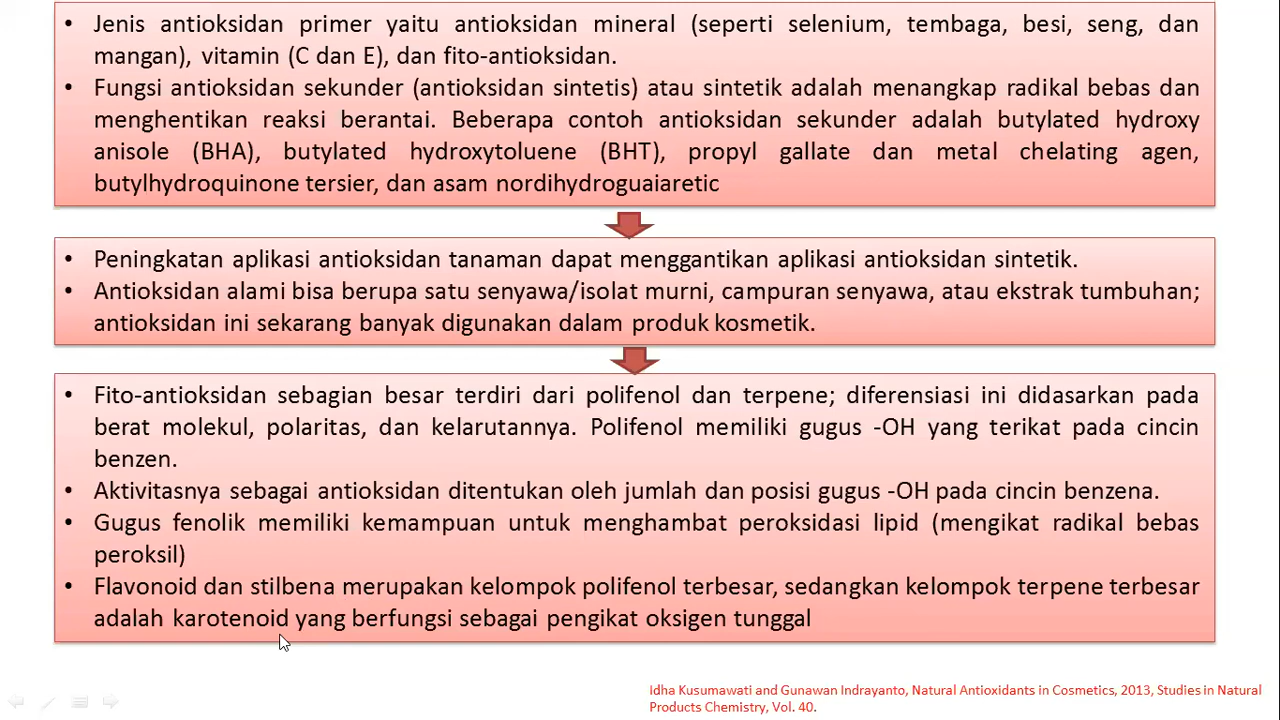 • Jenis antioksidan primer yaitu antioksidan mineral (seperti selenium, tembaga, besi, seng, dan
mangan), vitamin (C dan E), dan fito-antioksidan.
• Fungsi antioksidan sekunder (antioksidan sintetis) atau sintetik adalah menangkap radikal bebas dan
menghentikan reaksi berantai. Beberapa contoh antioksidan sekunder adalah butylated hydroxy
anisole (BHA), butylated hydroxytoluene (BHT), propyl gallate dan metal chelating agen,
butylhydroquinone tersier, dan asam nordihydroguaiaretic
• Peningkatan aplikasi antioksidan tanaman dapat menggantikan aplikasi antioksidan sintetik.
• Antioksidan alami bisa berupa satu senyawa/isolat murni, campuran senyawa, atau ekstrak tumbuhan;
antioksidan ini sekarang banyak digunakan dalam produk kosmetik.
• Fito-antioksidan sebagian besar terdiri dari polifenol dan terpene; diferensiasi ini didasarkan pada
berat molekul, polaritas, dan kelarutannya. Polifenol memiliki gugus -OH yang terikat pada cincin
benzen.
• Aktivitasnya sebagai antioksidan ditentukan oleh jumlah dan posisi gugus -OH pada cincin benzena.
• Gugus fenolik memiliki kemampuan untuk menghambat peroksidasi lipid (mengikat radikal bebas
peroksil)
• Flavonoid dan stilbena merupakan kelompok polifenol terbesar, sedangkan kelompok terpene terbesar
adalah karotenoid yang berfungsi sebagai pengikat oksigen tunggal
Idha Kusumawati and Gunawan Indrayanto, Natural Antioxidants in Cosmetics, 2013, Studies in Natural
Products Chemistry, Vol. 40.